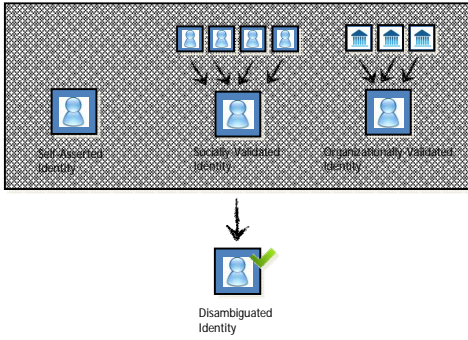 Self-Asserted
Identity
Socially-Validated
Identity
Organizationally-Validated
Identity
Disambiguated
Identity